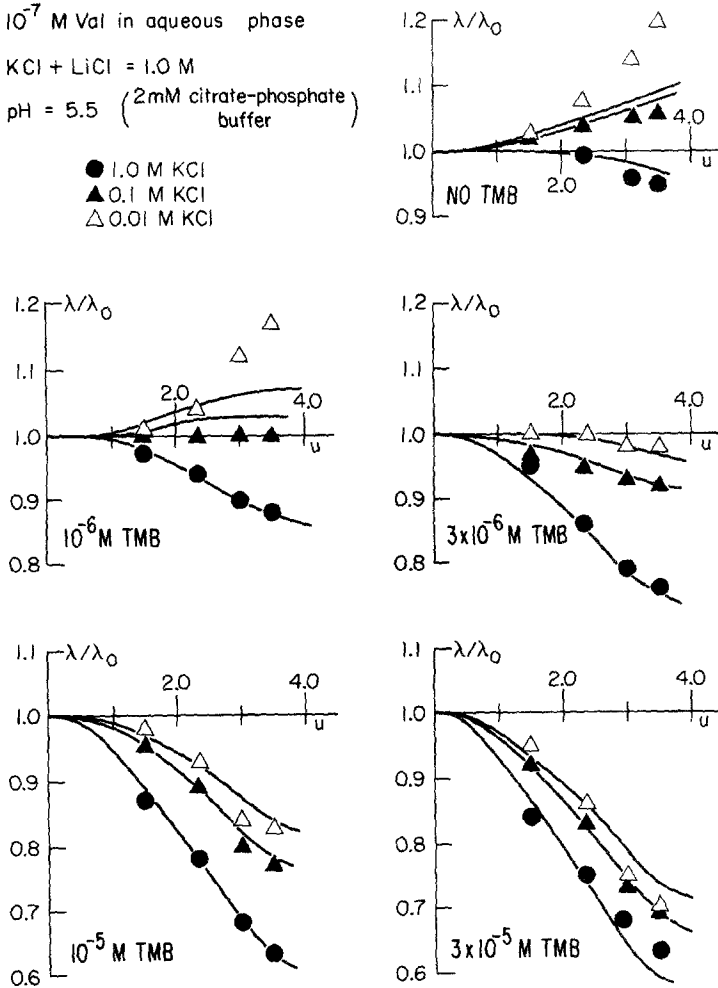 10⁻⁷ M Val in aqueous phase
KCl + LiCl = 1.0 M
pH = 5.5 (2mM citrate-phosphate buffer)
● 1.0 M KCl
▲ 0.1 M KCl
△ 0.01 M KCl
λ/λ₀
1.2
1.1
1.0
0.9
2.0
4.0
u
NO TMB
λ/λ₀
1.2
1.1
1.0
0.9
0.8
2.0
4.0
u
10⁻⁶ M TMB
λ/λ₀
1.2
1.1
1.0
0.9
0.8
2.0
4.0
u
3x10⁻⁶ M TMB
λ/λ₀
1.1
1.0
0.9
0.8
0.7
0.6
2.0
4.0
u
10⁻⁵ M TMB
λ/λ₀
1.1
1.0
0.9
0.8
0.7
0.6
2.0
4.0
u
3x10⁻⁵ M TMB